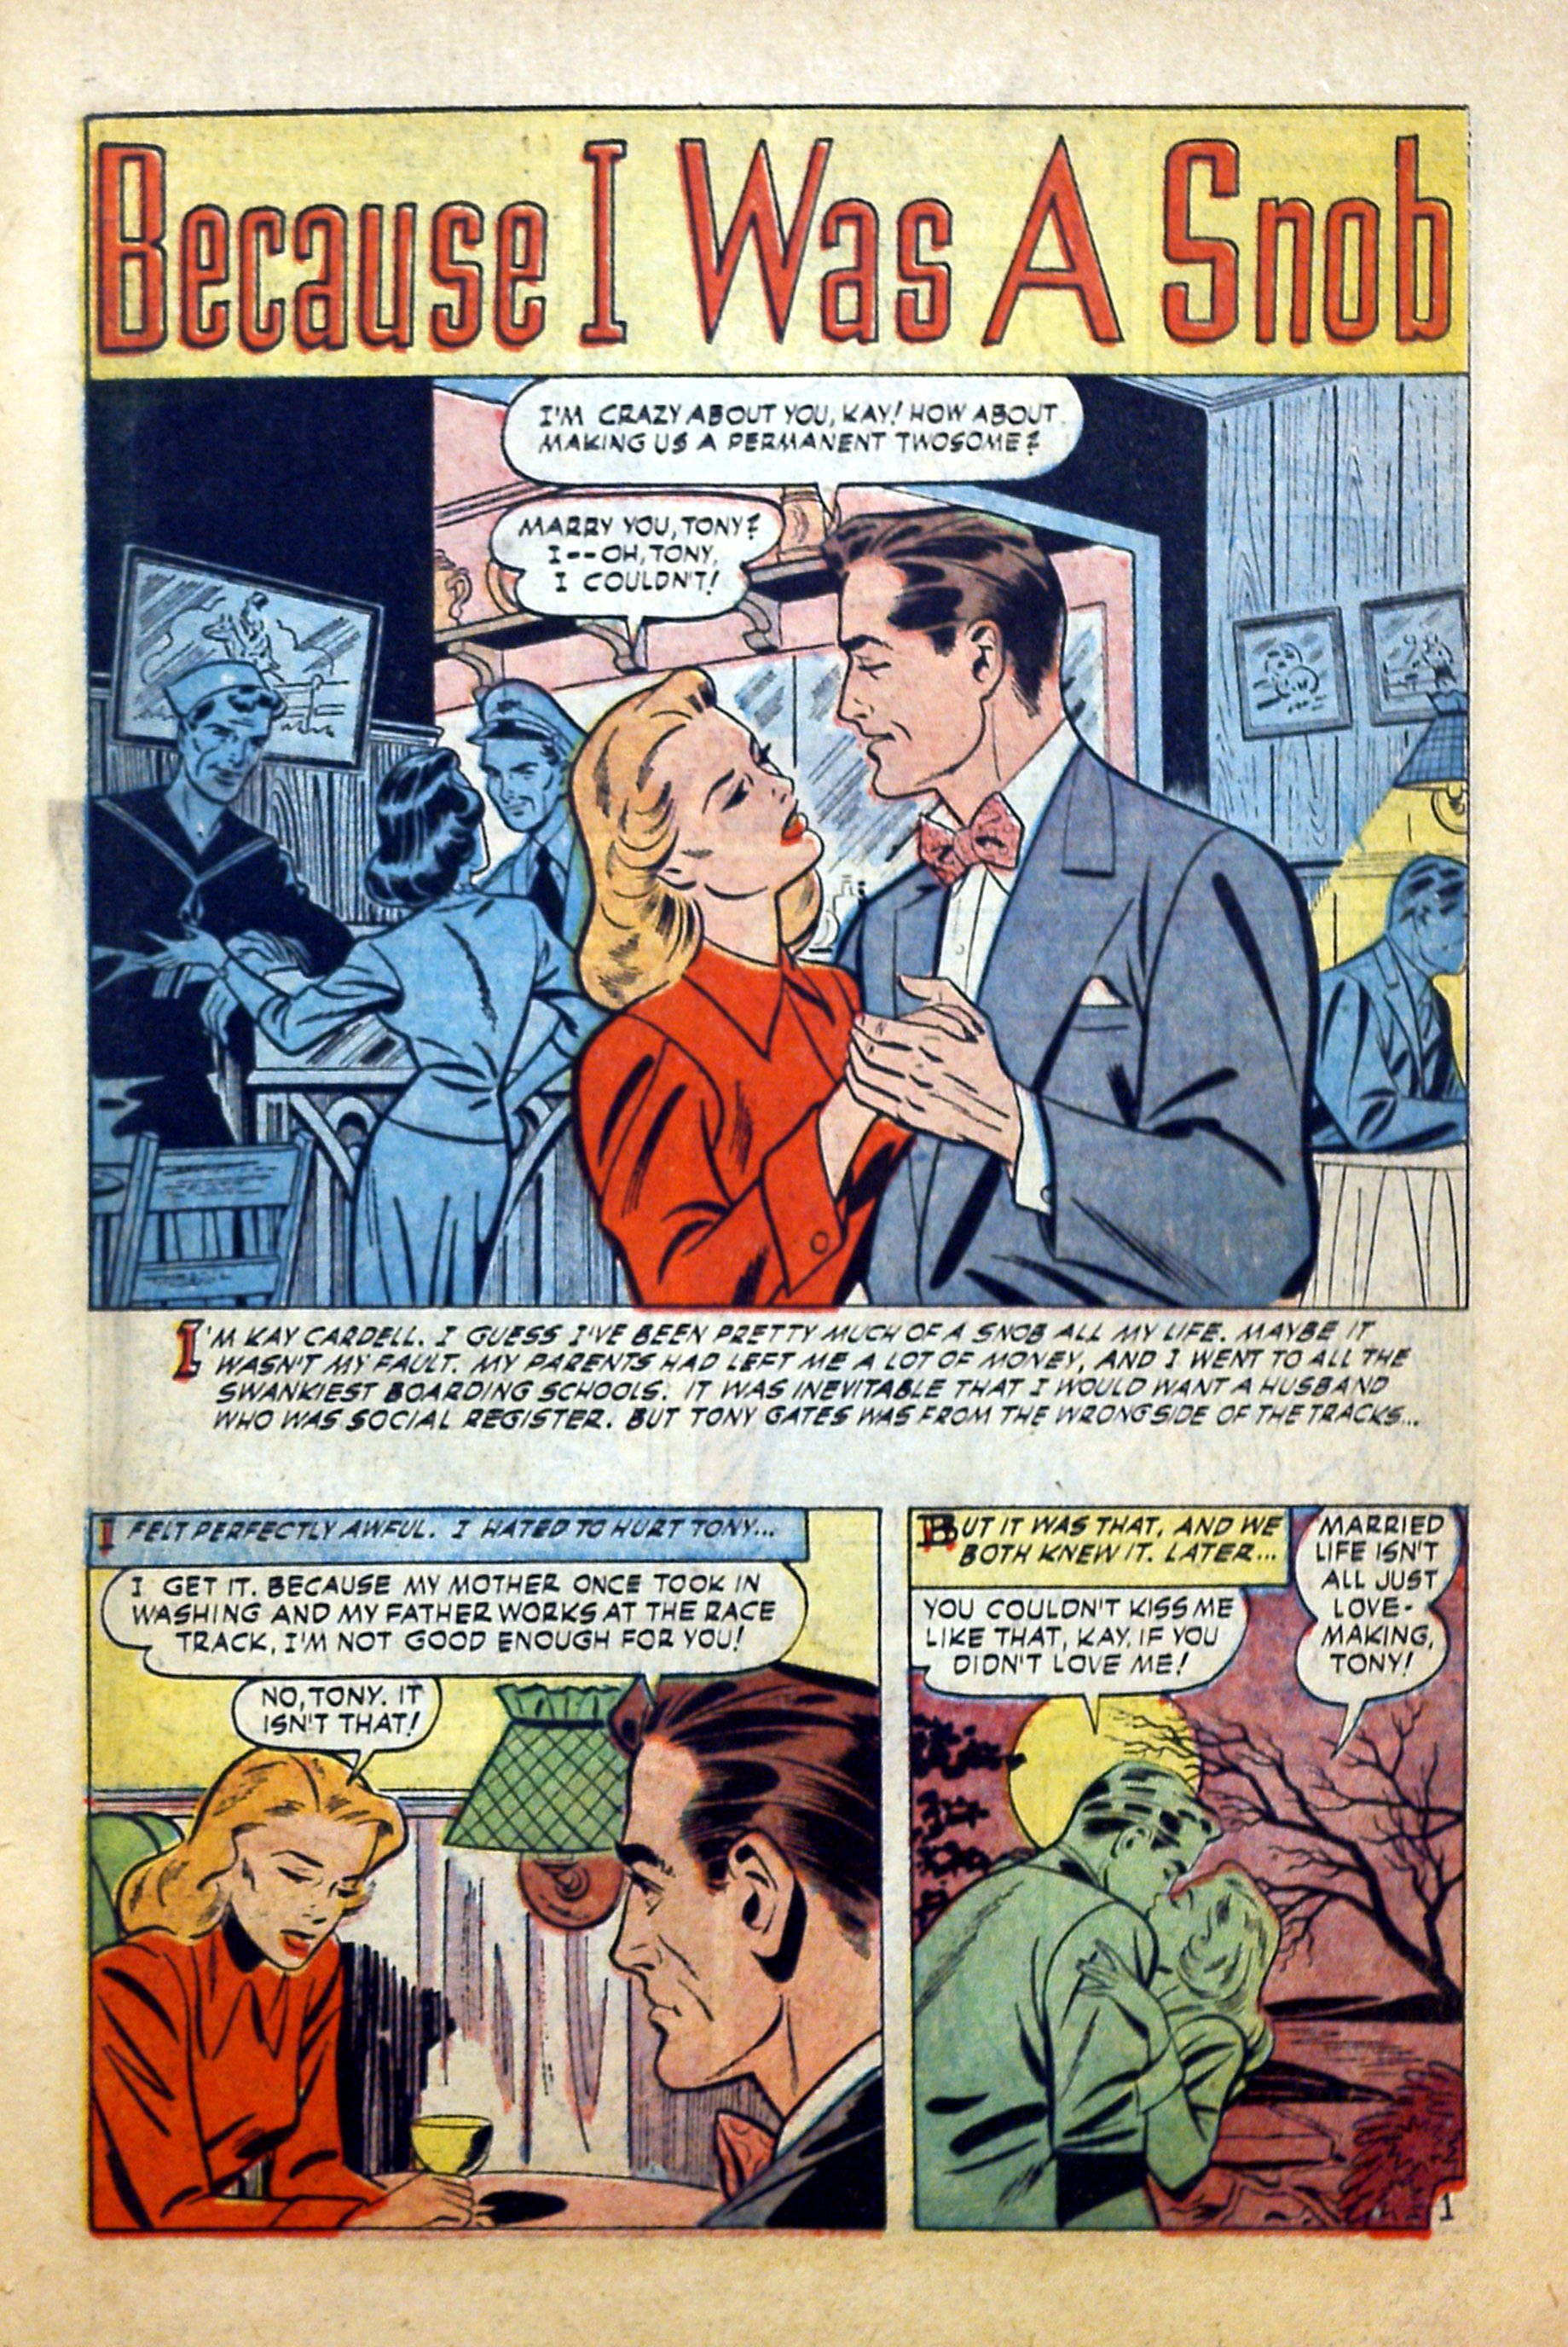 Because I Was A Snob
I'M CRAZY ABOUT YOU, KAY! HOW ABOUT
MAKING US A PERMANENT TWOSOME?
MARRY YOU, TONY?
I -- OH, TONY,
I COULDN'T!
I'M KAY CARDELL. I GUESS I'VE BEEN PRETTY MUCH OF A SNOB ALL MY LIFE. MAYBE IT
WASN'T MY FAULT. MY PARENTS HAD LEFT ME A LOT OF MONEY, AND I WENT TO ALL THE
SWANKIEST BOARDING SCHOOLS. IT WAS INEVITABLE THAT I WOULD WANT A HUSBAND
WHO WAS SOCIAL REGISTER. BUT TONY GATES WAS FROM THE WRONG SIDE OF THE TRACKS...
I FELT PERFECTLY AWFUL. I HATED TO HURT TONY...
I GET IT. BECAUSE MY MOTHER ONCE TOOK IN
WASHING AND MY FATHER WORKS AT THE RACE
TRACK, I'M NOT GOOD ENOUGH FOR YOU!
NO, TONY. IT
ISN'T THAT!
BUT IT WAS THAT, AND WE
BOTH KNEW IT. LATER...
YOU COULDN'T KISS ME
LIKE THAT, KAY, IF YOU
DIDN'T LOVE ME!
MARRIED
LIFE ISN'T
ALL JUST
LOVE-
MAKING,
TONY!
1